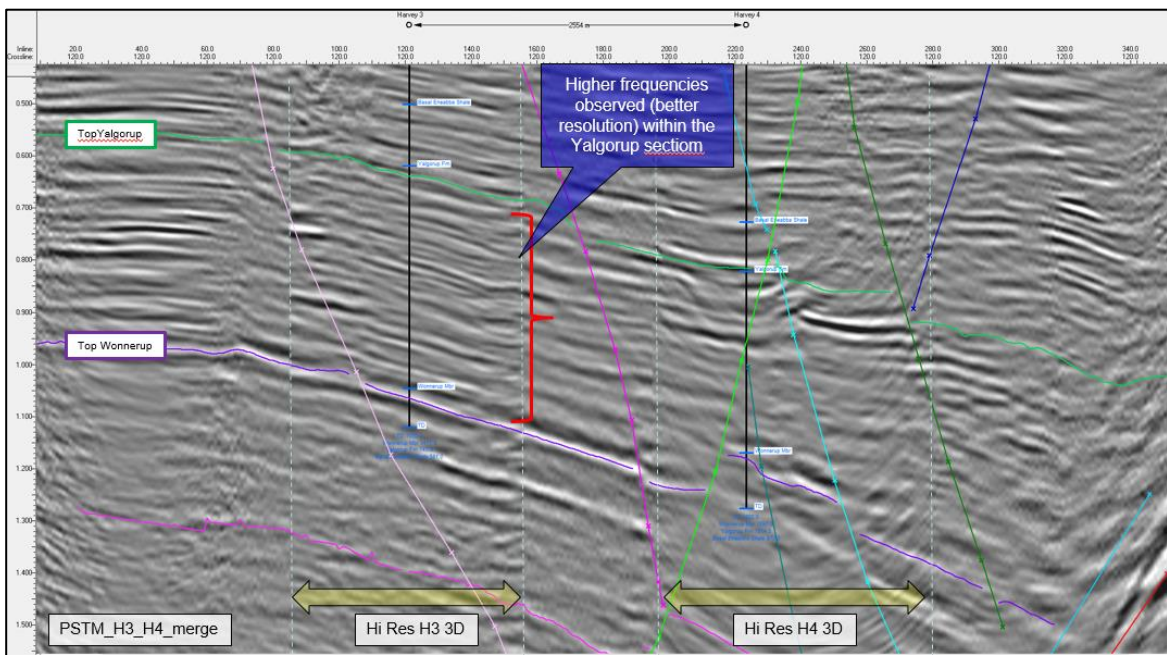 Harvey 3
2554 m
Harvey 4
Inline: 20.0 40.0 60.0 80.0 100.0 120.0 140.0 160.0 180.0 200.0 220.0 240.0 260.0 280.0 300.0 320.0 340.0
Crossline: 120.0 120.0 120.0 120.0 120.0 120.0 120.0 120.0 120.0 120.0 120.0 120.0 120.0 120.0 120.0 120.0 120.0
Higher frequencies
observed (better
resolution) within the
Yalgorup sectiom
0.500
Basal Eneabba Shale
TopYalgorup
0.600
Yalgorup Fm
0.700
Basal Eneabba Shale
0.800
Yalgorup Fm
0.900
Top Wonnerup
1.000
Wonnerup Mbr
1.100
TD
Wonnerup Mbr
1.200
TD
1.300
1.400
1.500
PSTM_H3_H4_merge
Hi Res H3 3D
Hi Res H4 3D